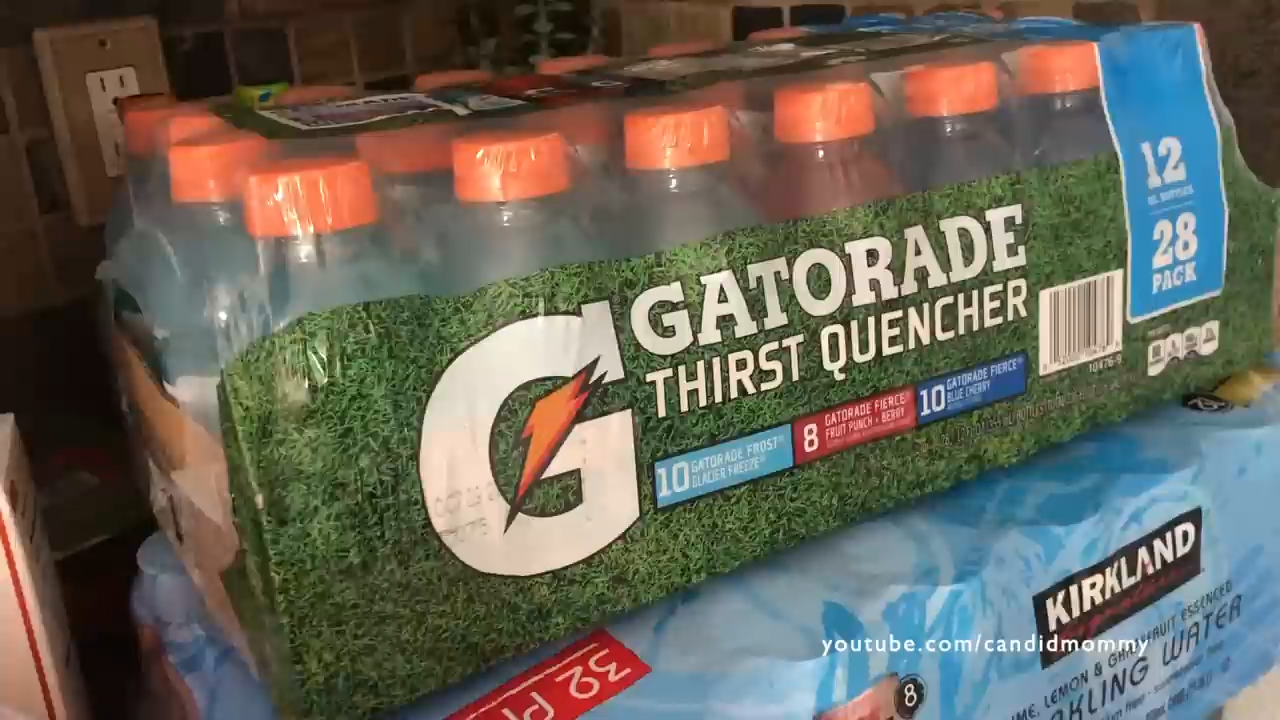 12
OZ. BOTTLES
28
PACK
GATORADE
THIRST QUENCHER
G
10 GATORADE FROST®
GLACIER FREEZE®
8 GATORADE FIERCE®
FRUIT PUNCH + BERRY
10 GATORADE FIERCE®
BLUE CHERRY
KIRKLAND
LIME, LEMON & GRAPEFRUIT ESSENCED
SPARKLING WATER
youtube.com/candidmommy
32
8